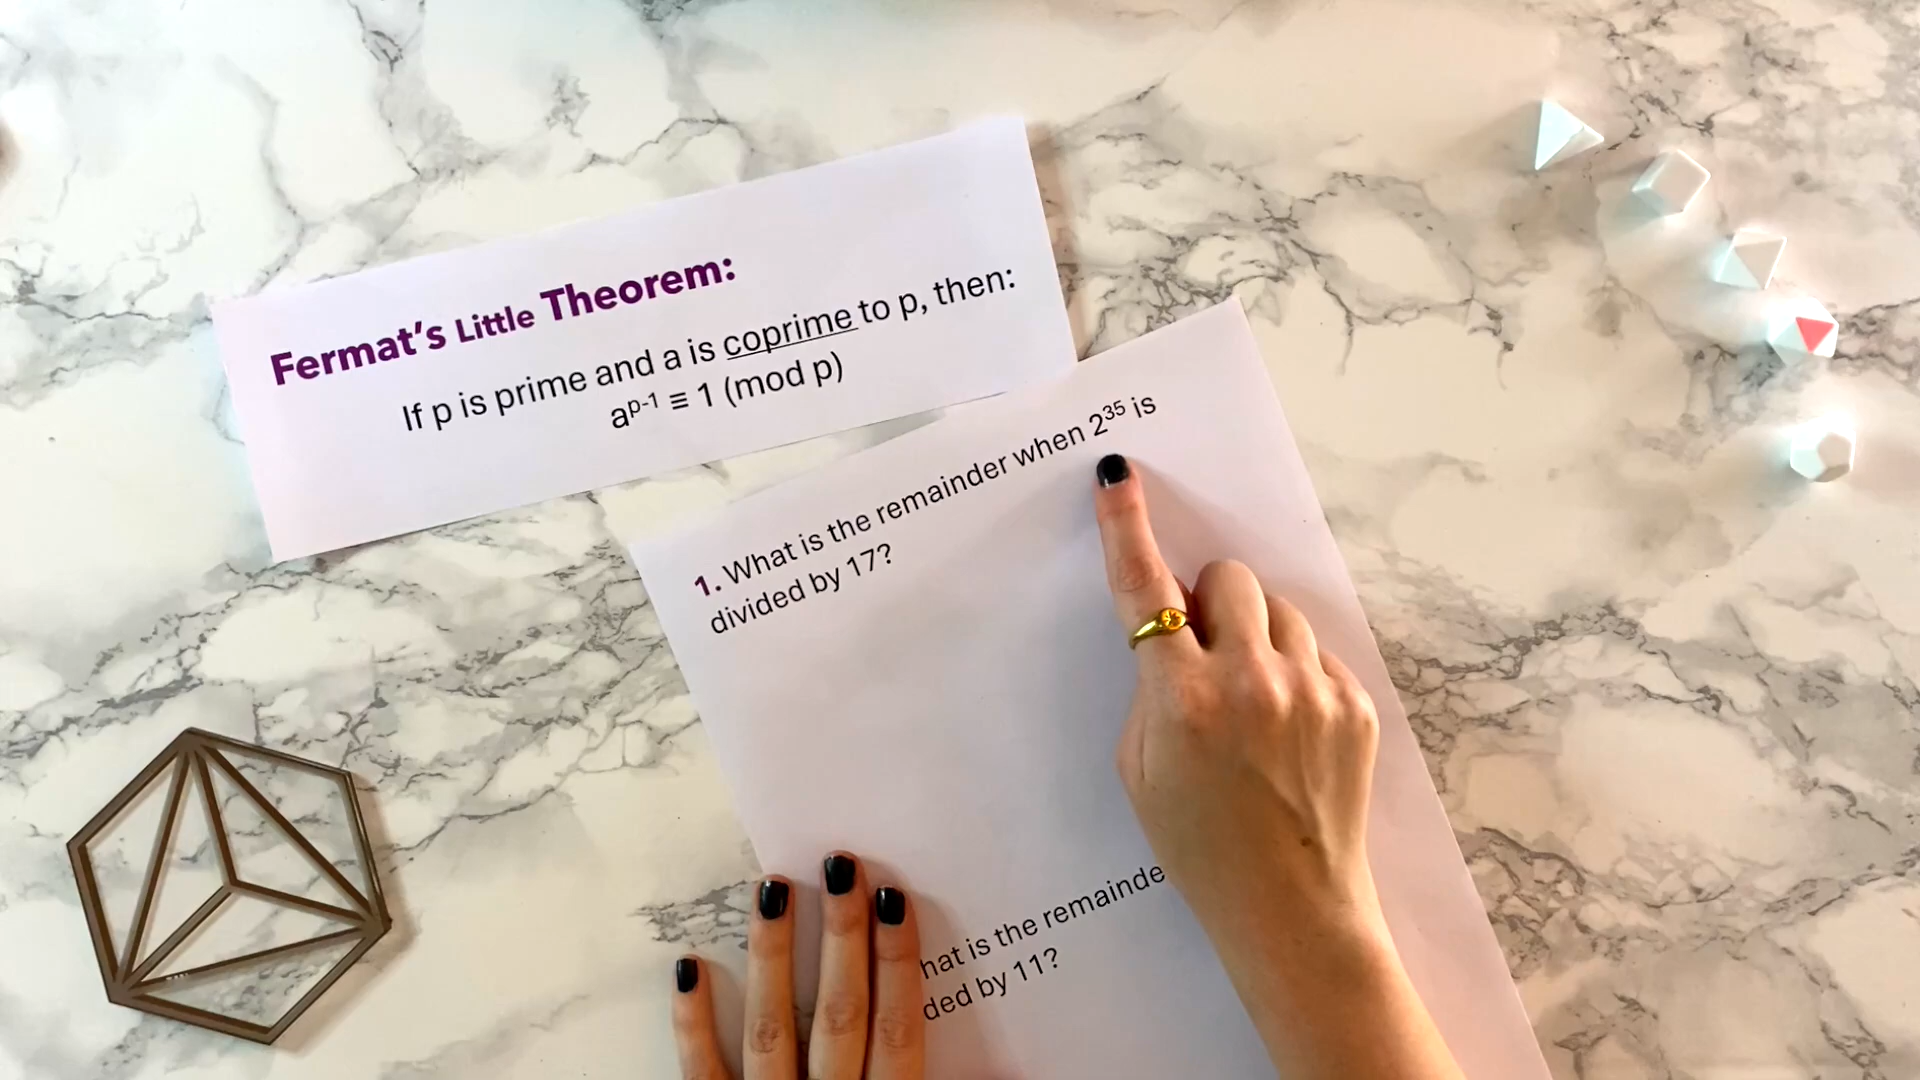 Fermat's Little Theorem:
If p is prime and a is coprime to p, then:
aᵖ⁻¹ ≡ 1 (mod p)
1. What is the remainder when 2³⁵ is
divided by 17?
hat is the remainde
ded by 11?